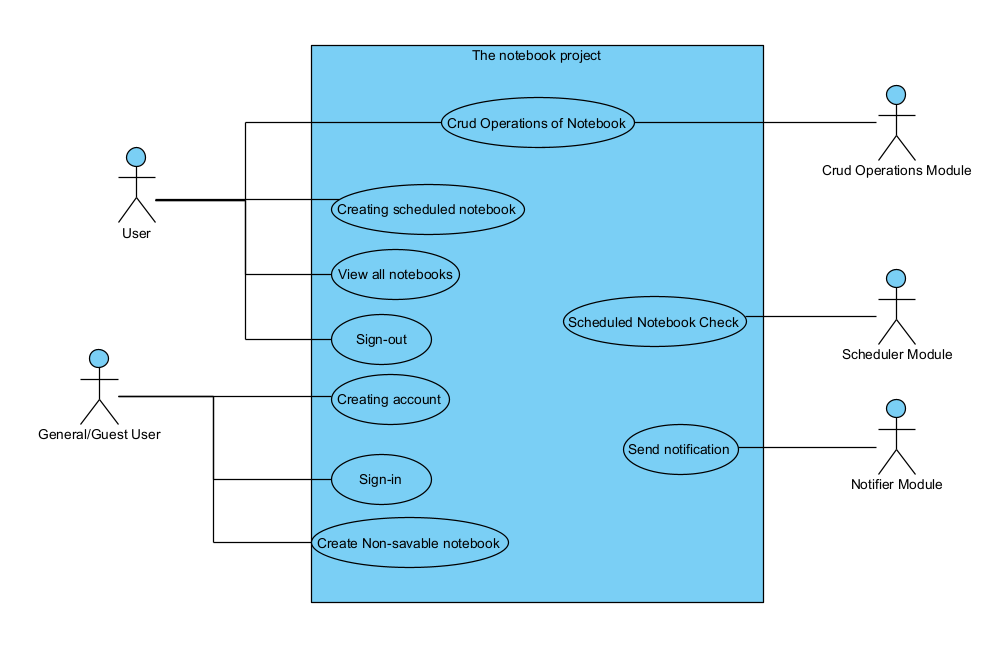 The notebook project
Crud Operations of Notebook
Crud Operations Module
Creating scheduled notebook
User
View all notebooks
Scheduled Notebook Check
Sign-out
Scheduler Module
Creating account
General/Guest User
Send notification
Sign-in
Notifier Module
Create Non-savable notebook